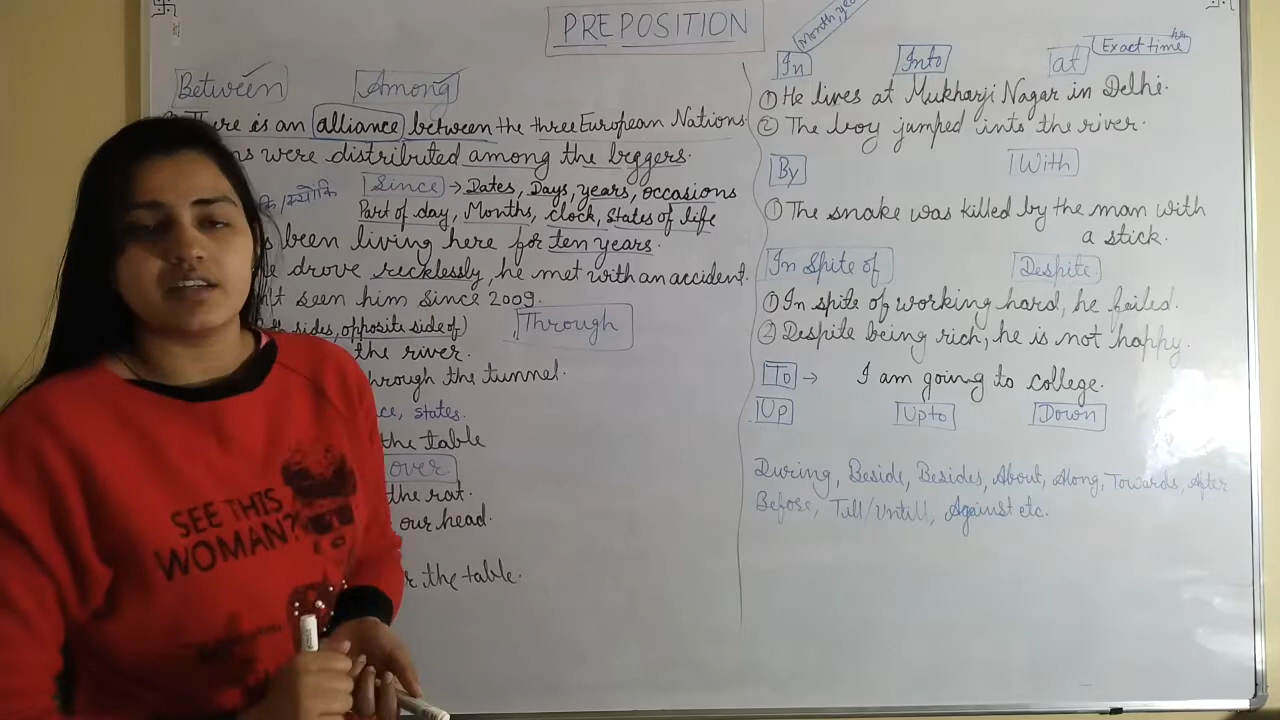 PREPOSITION
Between Among
There is an alliance between the three European Nations
were distributed among the beggers.
Since → Dates, Days, years, occasions
Part of day, Months, clock, states of life
been living here for ten years.
drove recklessly, he met with an accident.
seen him since 2009.
sides, opposite side of) Through
the river.
through the tunnel.
states.
the table
over
the rat.
our head.
the table.
Month, year
In Into at Exact time
① He lives at Mukharji Nagar in Delhi.
② The boy jumped into the river.
By With
① The snake was killed by the man with
a stick.
In Spite of Despite
① In spite of working hard, he feiled.
② Despite being rich, he is not happy.
To → I am going to college.
Up Upto Down
During, Beside, Besides, About, Along, Towards, After
Before, Till/Untill, Against etc.
SEE THIS
WOMAN?